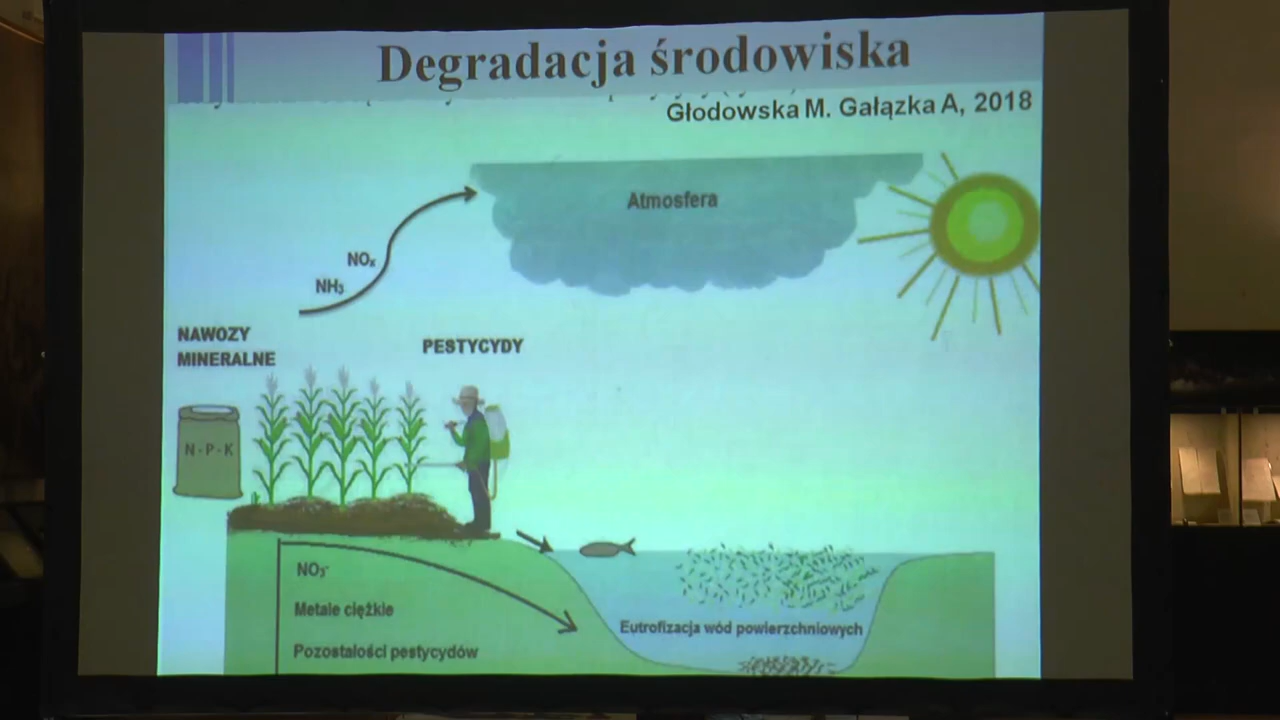 Degradacja środowiska
Głodowska M. Gałązka A, 2018
Atmosfera
NOₓ
NH₃
NAWOZY
MINERALNE
PESTYCYDY
N - P - K
NO₃⁻
Metale ciężkie
Eutrofizacja wód powierzchniowych
Pozostałości pestycydów